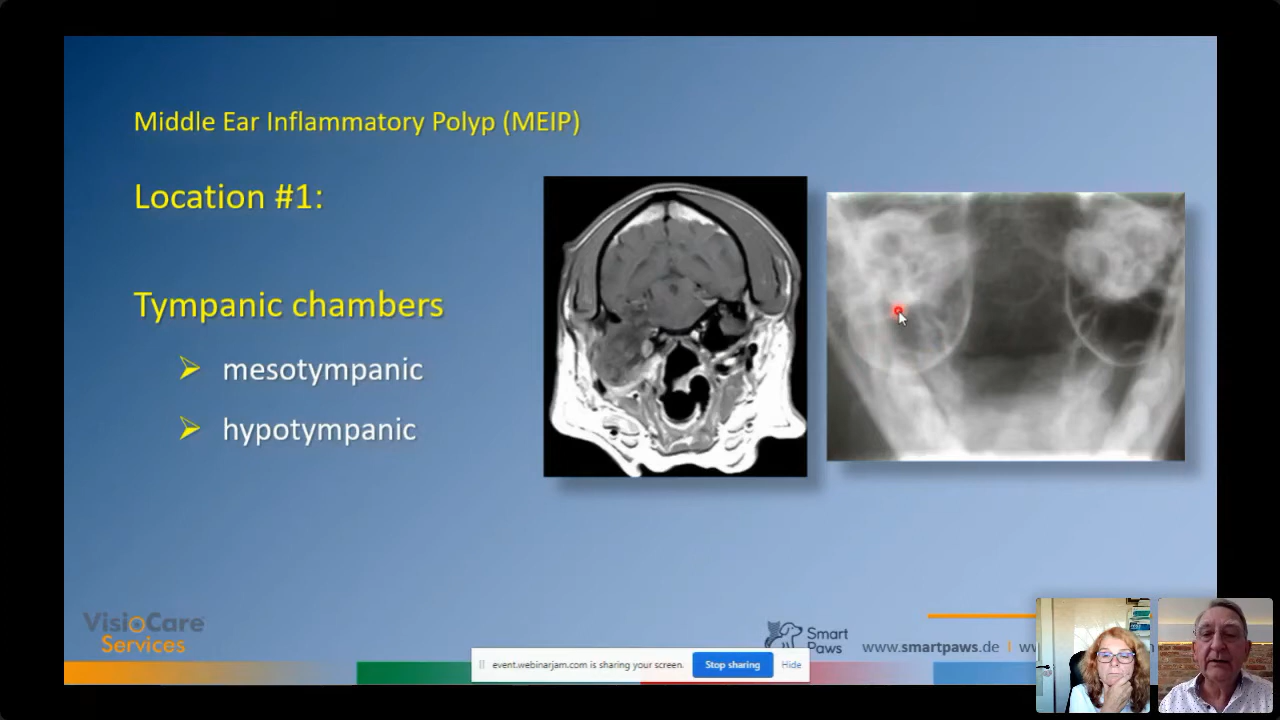 Middle Ear Inflammatory Polyp (MEIP)
Location #1:
Tympanic chambers
mesotympanic
hypotympanic
VisioCare
Services
Smart
Paws
www.smartpaws.de
event.webinarjam.com is sharing your screen.
Stop sharing
Hide